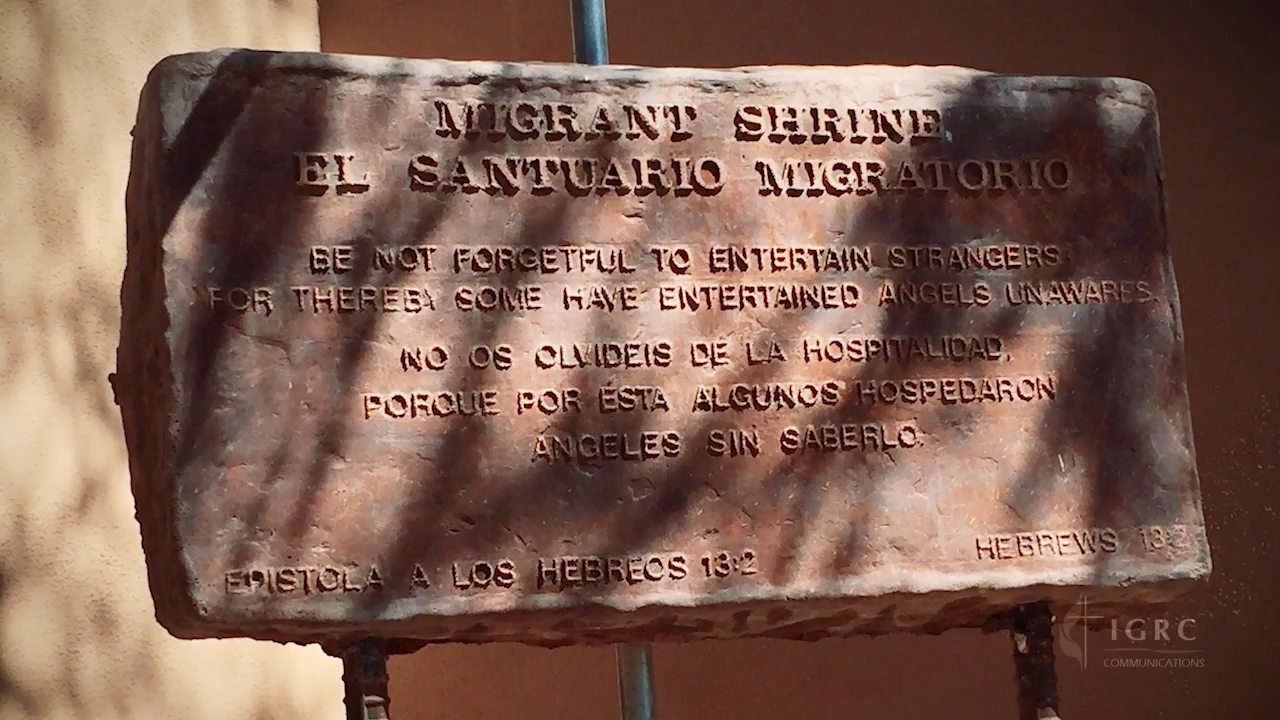 MIGRANT SHRINE
EL SANTUARIO MIGRATORIO
BE NOT FORGETFUL TO ENTERTAIN STRANGERS:
FOR THEREBY SOME HAVE ENTERTAINED ANGELS UNAWARES.
NO OS OLVIDEIS DE LA HOSPITALIDAD,
PORQUE POR ÉSTA ALGUNOS HOSPEDARON
ÁNGELES SIN SABERLO.
EPISTOLA A LOS HEBREOS 13:2
HEBREWS 13:2
IGRC
COMMUNICATIONS